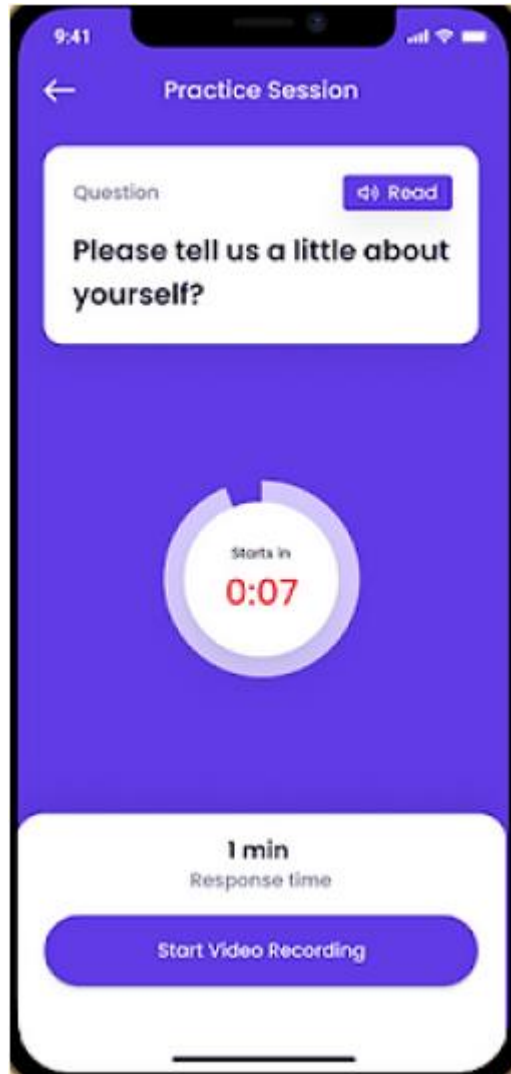 9:41
Practice Session
Question
Read
Please tell us a little about
yourself?
Starts in
0:07
1 min
Response time
Start Video Recording